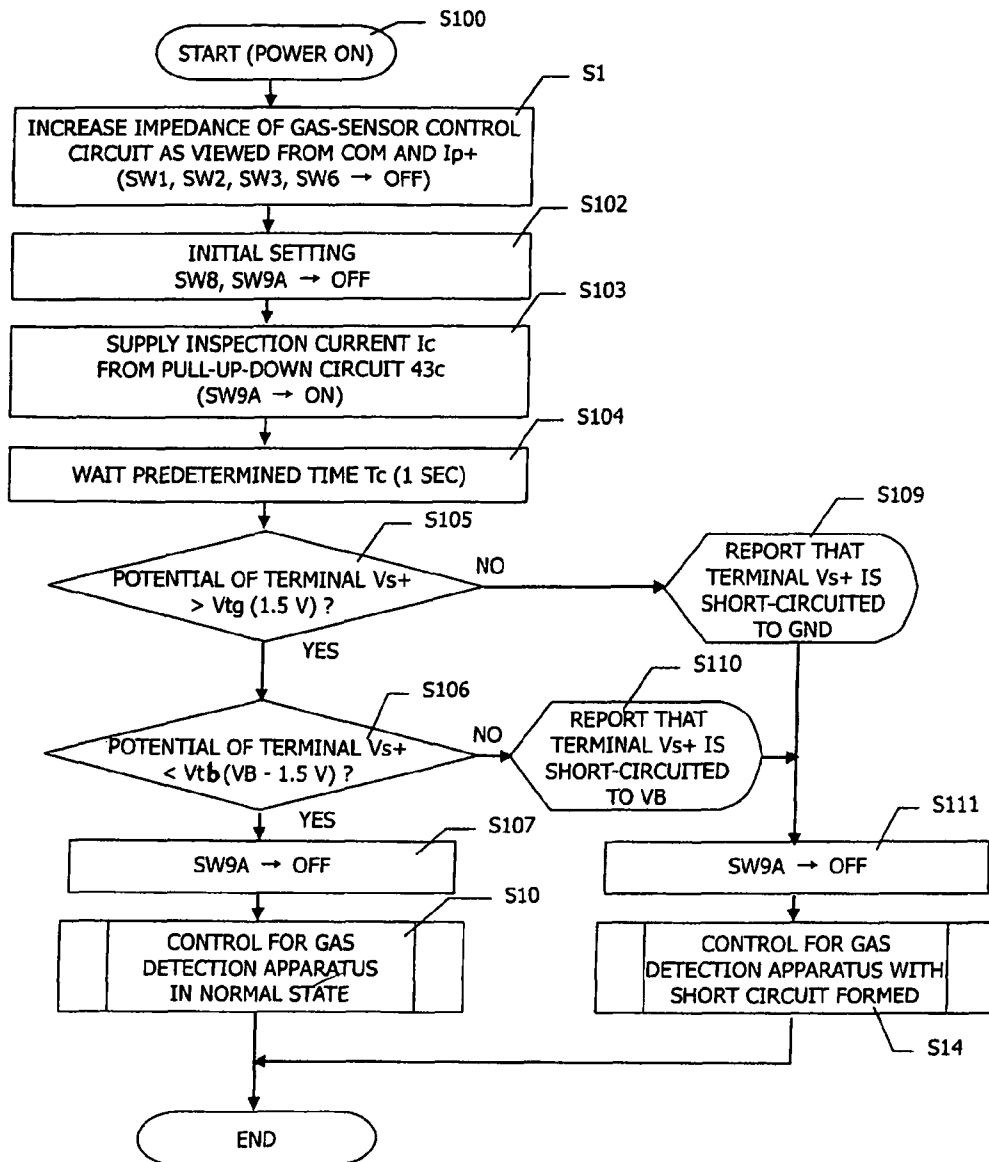 S100
START (POWER ON)
S1
INCREASE IMPEDANCE OF GAS-SENSOR CONTROL
CIRCUIT AS VIEWED FROM COM AND Ip+
(SW1, SW2, SW3, SW6 → OFF)
S102
INITIAL SETTING
SW8, SW9A → OFF
S103
SUPPLY INSPECTION CURRENT Ic
FROM PULL-UP-DOWN CIRCUIT 43c
(SW9A → ON)
S104
WAIT PREDETERMINED TIME Tc (1 SEC)
S105
POTENTIAL OF TERMINAL Vs+
> Vtg (1.5 V) ?
NO
YES
S109
REPORT THAT
TERMINAL Vs+ IS
SHORT-CIRCUITED
TO GND
S106
POTENTIAL OF TERMINAL Vs+
< Vtb (VB - 1.5 V) ?
NO
YES
S110
REPORT THAT
TERMINAL Vs+ IS
SHORT-CIRCUITED
TO VB
S107
SW9A → OFF
S111
SW9A → OFF
S10
CONTROL FOR GAS
DETECTION APPARATUS
IN NORMAL STATE
CONTROL FOR GAS
DETECTION APPARATUS WITH
SHORT CIRCUIT FORMED
S14
END